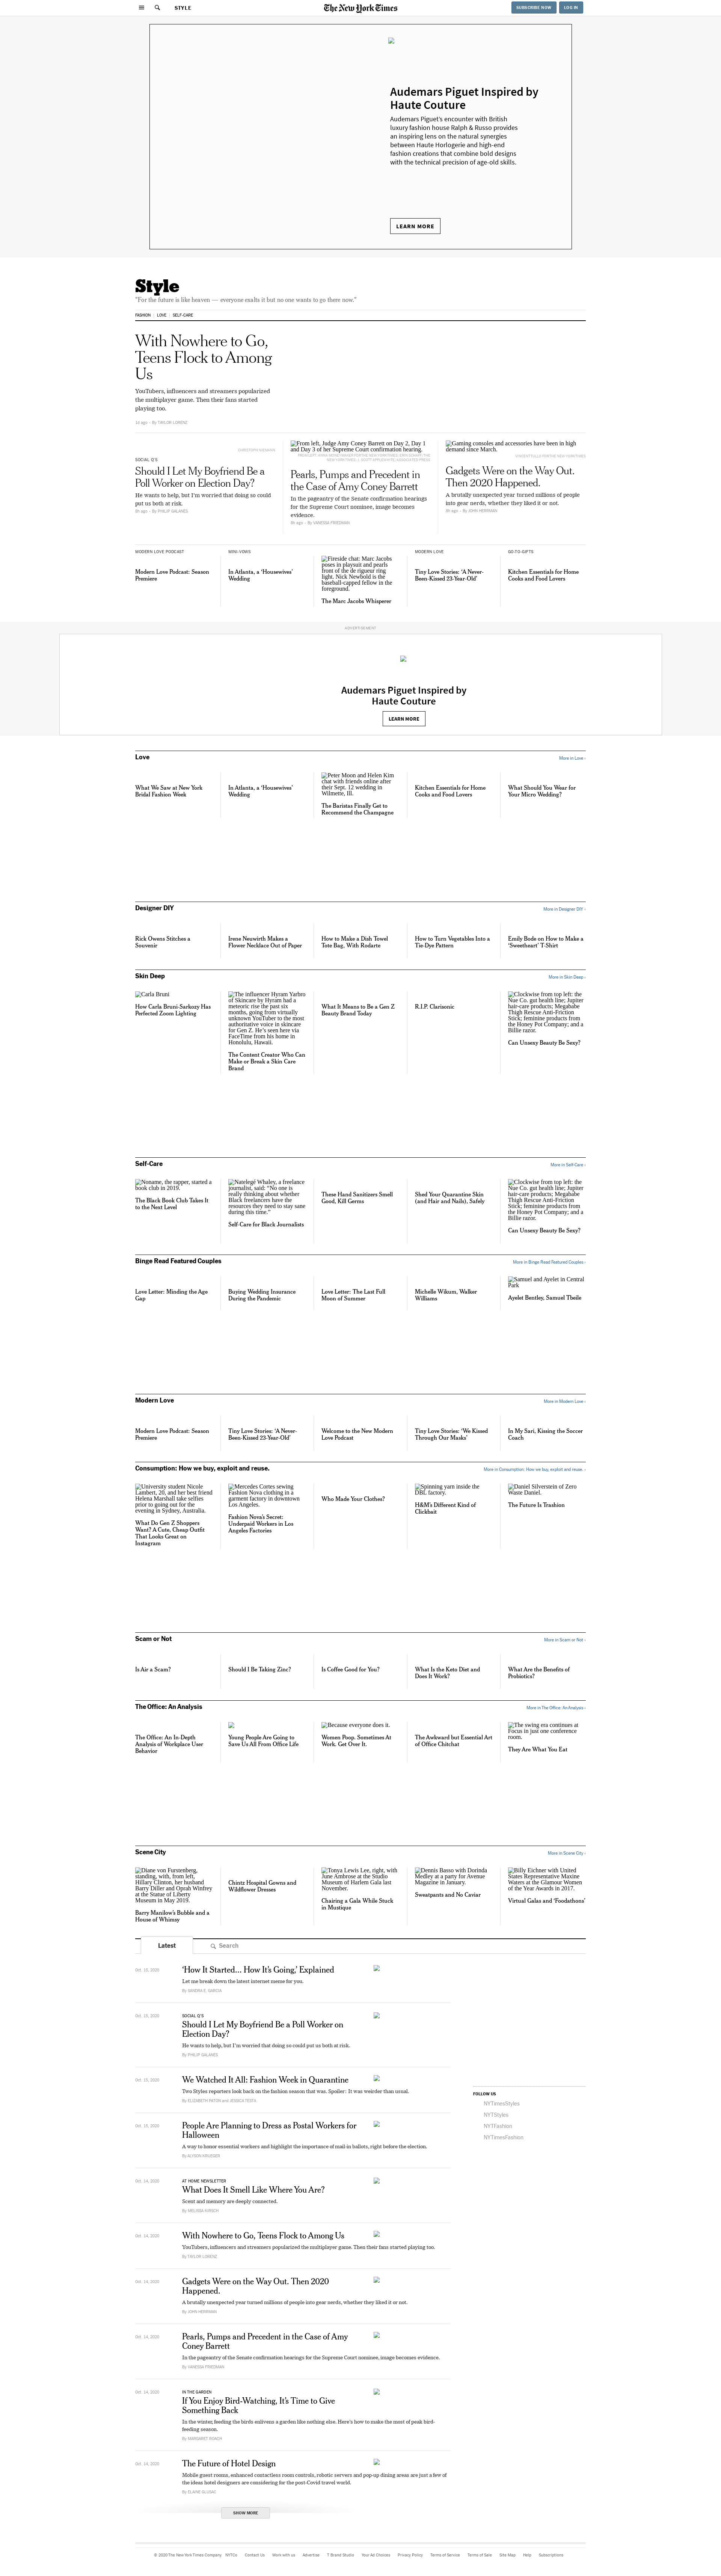 STYLE
The New York Times
SUBSCRIBE NOW
LOG IN
Audemars Piguet Inspired by
Haute Couture
Audemars Piguet's encounter with British
luxury fashion house Ralph & Russo provides
an inspiring lens on the natural synergies
between Haute Horlogerie and high-end
fashion creations that combine bold designs
with the technical precision of age-old skills.
LEARN MORE
Style
"For the future is like heaven — everyone exalts it but no one wants to go there now."
FASHION LOVE SELF-CARE
With Nowhere to Go,
Teens Flock to Among
Us
YouTubers, influencers and streamers popularized
the multiplayer game. Then their fans started
playing too.
1d ago · By TAYLOR LORENZ
SOCIAL Q'S
Should I Let My Boyfriend Be a
Poll Worker on Election Day?
He wants to help, but I'm worried that doing so could
put us both at risk.
By PHILIP GALANES
From left, Judge Amy Coney Barrett on Day 2, Day 1
and Day 3 of her Supreme Court confirmation hearing.
Pearls, Pumps and Precedent in
the Case of Amy Coney Barrett
In the pageantry of the Senate confirmation hearings
for the Supreme Court nominee, image becomes
evidence.
By VANESSA FRIEDMAN
Gaming consoles and accessories have been in high
demand since March.
Gadgets Were on the Way Out.
Then 2020 Happened.
A brutally unexpected year turned millions of people
into gear nerds, whether they liked it or not.
By JOHN HERRMAN
MODERN LOVE PODCAST
Modern Love Podcast: Season
Premiere
MINI-VOWS
In Atlanta, a 'Housewives'
Wedding
Fireside chat: Marc Jacobs
poses in playsuit and pearls
front of the de rigueur ring
light. Nick Newbold is the
baseball-capped fellow in the
foreground.
The Marc Jacobs Whisperer
MODERN LOVE
Tiny Love Stories: 'A Never-
Been-Kissed 23-Year-Old'
GO-TO-GIFTS
Kitchen Essentials for Home
Cooks and Food Lovers
ADVERTISEMENT
Audemars Piguet Inspired by
Haute Couture
LEARN MORE
Love
More in Love ›
What We Saw at New York
Bridal Fashion Week
In Atlanta, a 'Housewives'
Wedding
Peter Moon and Helen Kim
chat with friends online after
their Sept. 12 wedding in
Wilmette, Ill.
The Baristas Finally Get to
Recommend the Champagne
Kitchen Essentials for Home
Cooks and Food Lovers
What Should You Wear for
Your Micro Wedding?
Designer DIY
More in Designer DIY ›
Rick Owens Stitches a
Souvenir
Irene Neuwirth Makes a
Flower Necklace Out of Paper
How to Make a Dish Towel
Tote Bag, With Rodarte
How to Turn Vegetables Into a
Tie-Dye Pattern
Emily Bode on How to Make a
'Sweetheart' T-Shirt
Skin Deep
More in Skin Deep ›
Carla Bruni
How Carla Bruni-Sarkozy Has
Perfected Zoom Lighting
The influencer Hyram Yarbro
of Skincare by Hyram had a
meteoric rise the past six
months, going from virtually
unknown YouTuber to the most
authoritative voice in skincare
for Gen Z. He's seen here via
FaceTime from his home in
Honolulu, Hawaii.
The Content Creator Who Can
Make or Break a Skin Care
Brand
What It Means to Be a Gen Z
Beauty Brand Today
R.I.P. Clarisonic
Clockwise from top left: the
Nue Co. gut health line; Jupiter
hair-care products; Megababe
Thigh Rescue Anti-Friction
Stick; feminine products from
the Honey Pot Company; and a
Billie razor.
Can Unsexy Beauty Be Sexy?
Self-Care
More in Self-Care ›
Noname, the rapper, started a
book club in 2019.
The Black Book Club Takes It
to the Next Level
Natelegé Whaley, a freelance
journalist, said: "No one is
really thinking about whether
Black freelancers have the
resources they need to stay sane
during this time."
Self-Care for Black Journalists
These Hand Sanitizers Smell
Good, Kill Germs
Shed Your Quarantine Skin
(and Hair and Nails), Safely
Clockwise from top left: the
Nue Co. gut health line; Jupiter
hair-care products; Megababe
Thigh Rescue Anti-Friction
Stick; feminine products from
the Honey Pot Company; and a
Billie razor.
Can Unsexy Beauty Be Sexy?
Binge Read Featured Couples
More in Binge Read Featured Couples ›
Love Letter: Minding the Age
Gap
Buying Wedding Insurance
During the Pandemic
Love Letter: The Last Full
Moon of Summer
Michelle Wikum, Walker
Williams
Samuel and Ayelet in Central
Park
Ayelet Bentley, Samuel Theile
Modern Love
More in Modern Love ›
Modern Love Podcast: Season
Premiere
Tiny Love Stories: 'A Never-
Been-Kissed 23-Year-Old'
Welcome to the New Modern
Love Podcast
Tiny Love Stories: 'We Kissed
Through Our Masks'
In My Sari, Kissing the Soccer
Coach
Consumption: How we buy, exploit and reuse.
More in Consumption: How we buy, exploit and reuse. ›
University student Nicole
Lambert, 20, and her best friend
Helena Marshall take selfies
prior to going out for the
evening in Sydney, Australia.
What Do Gen Z Shoppers
Want? A Cute, Cheap Outfit
That Looks Great on
Instagram
Mercedes Cortes sewing
Fashion Nova clothing in a
garment factory in downtown
Los Angeles.
Fashion Nova's Secret:
Underpaid Workers in Los
Angeles Factories
Who Made Your Clothes?
Spinning yarn inside the
DBL factory.
H&M's Different Kind of
Clickbait
Daniel Silverstein of Zero
Waste Daniel.
The Future Is Trashion
Scam or Not
More in Scam or Not ›
Is Air a Scam?
Should I Be Taking Zinc?
Is Coffee Good for You?
What Is the Keto Diet and
Does It Work?
What Are the Benefits of
Probiotics?
The Office: An Analysis
More in The Office: An Analysis ›
The Office: An In-Depth
Analysis of Workplace User
Behavior
Young People Are Going to
Save Us All From Office Life
Because everyone does it.
Women Poop. Sometimes At
Work. Get Over It.
The Awkward but Essential Art
of Office Chitchat
The swing era continues at
Focus in just one conference
room.
They Are What You Eat
Scene City
More in Scene City ›
Diane von Furstenberg,
standing, with, from left,
Hillary Clinton, her husband
Barry Diller and Oprah Winfrey
at the Statue of Liberty
Museum in May 2019.
Barry Manilow's Bubble and a
House of Whimsy
Chintz Hospital Gowns and
Wildflower Dresses
Tonya Lewis Lee, right, with
June Ambrose at the Studio
Museum of Harlem Gala last
November.
Chairing a Gala While Stuck
in Mustique
Dennis Basso with Dorinda
Medley at a party for Avenue
Magazine in January.
Sweatpants and No Caviar
Billy Eichner with United
States Representative Maxine
Waters at the Glamour Women
of the Year Awards in 2017.
Virtual Galas and 'Foodathons'
Latest
Search
Oct. 15, 2020
'How It Started… How It's Going,' Explained
Let me break down the latest internet meme for you.
By SANDRA E. GARCIA
Oct. 15, 2020
SOCIAL Q'S
Should I Let My Boyfriend Be a Poll Worker on
Election Day?
He wants to help, but I'm worried that doing so could put us both at risk.
By PHILIP GALANES
Oct. 15, 2020
We Watched It All: Fashion Week in Quarantine
Two Styles reporters look back on the fashion season that was. Spoiler: It was weirder than usual.
By ELIZABETH PATON and JESSICA TESTA
Oct. 15, 2020
People Are Planning to Dress as Postal Workers for
Halloween
A way to honor essential workers and highlight the importance of mail in ballots, right before the election.
By ALYSON KRUEGER
Oct. 14, 2020
AT HOME NEWSLETTER
What Does It Smell Like Where You Are?
Scent and memory are deeply connected.
By MELISSA KIRSCH
Oct. 14, 2020
With Nowhere to Go, Teens Flock to Among Us
YouTubers, influencers and streamers popularized the multiplayer game. Then their fans started playing too.
By TAYLOR LORENZ
Oct. 14, 2020
Gadgets Were on the Way Out. Then 2020
Happened.
A brutally unexpected year turned millions of people into gear nerds, whether they liked it or not.
By JOHN HERRMAN
Oct. 14, 2020
Pearls, Pumps and Precedent in the Case of Amy
Coney Barrett
In the pageantry of the Senate confirmation hearings for the Supreme Court nominee, image becomes evidence.
By VANESSA FRIEDMAN
Oct. 14, 2020
IN THE GARDEN
If You Enjoy Bird-Watching, It's Time to Give
Something Back
In the winter, feeding the birds enlivens a garden like nothing else. Here's how to make the most of peak bird-
feeding season.
By MARGARET ROACH
Oct. 14, 2020
The Future of Hotel Design
Mobile guest rooms, enhanced contactless room controls, robotic servers and pop-up dining areas are just a few of
the ideas hotel designers are considering for the post-Covid travel world.
By ELAINE GLUSAC
SHOW MORE
FOLLOW US
NYTimesStyles
NYTStyles
NYTFashion
NYTimesFashion
© 2020 The New York Times Company NYTCo Contact Us Work with us Advertise T Brand Studio Your Ad Choices Privacy Policy Terms of Service Terms of Sale Site Map Help Subscriptions